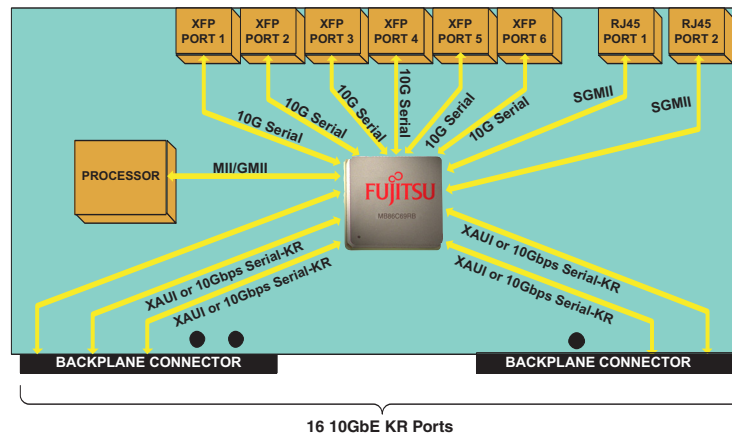 XFP
PORT 1
XFP
PORT 2
XFP
PORT 3
XFP
PORT 4
XFP
PORT 5
XFP
PORT 6
RJ45
PORT 1
RJ45
PORT 2
10G Serial
10G Serial
10G Serial
10G Serial
10G Serial
10G Serial
SGMII
SGMII
PROCESSOR
MII/GMII
FUJITSU
MB86C69RB
XAUI or 10Gbps Serial-KR
XAUI or 10Gbps Serial-KR
XAUI or 10Gbps Serial-KR
XAUI or 10Gbps Serial-KR
BACKPLANE CONNECTOR
BACKPLANE CONNECTOR
16 10GbE KR Ports